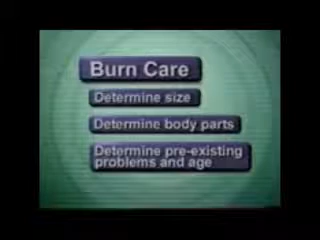 Burn Care
Determine size
Determine body parts
Determine pre-existing
problems and age